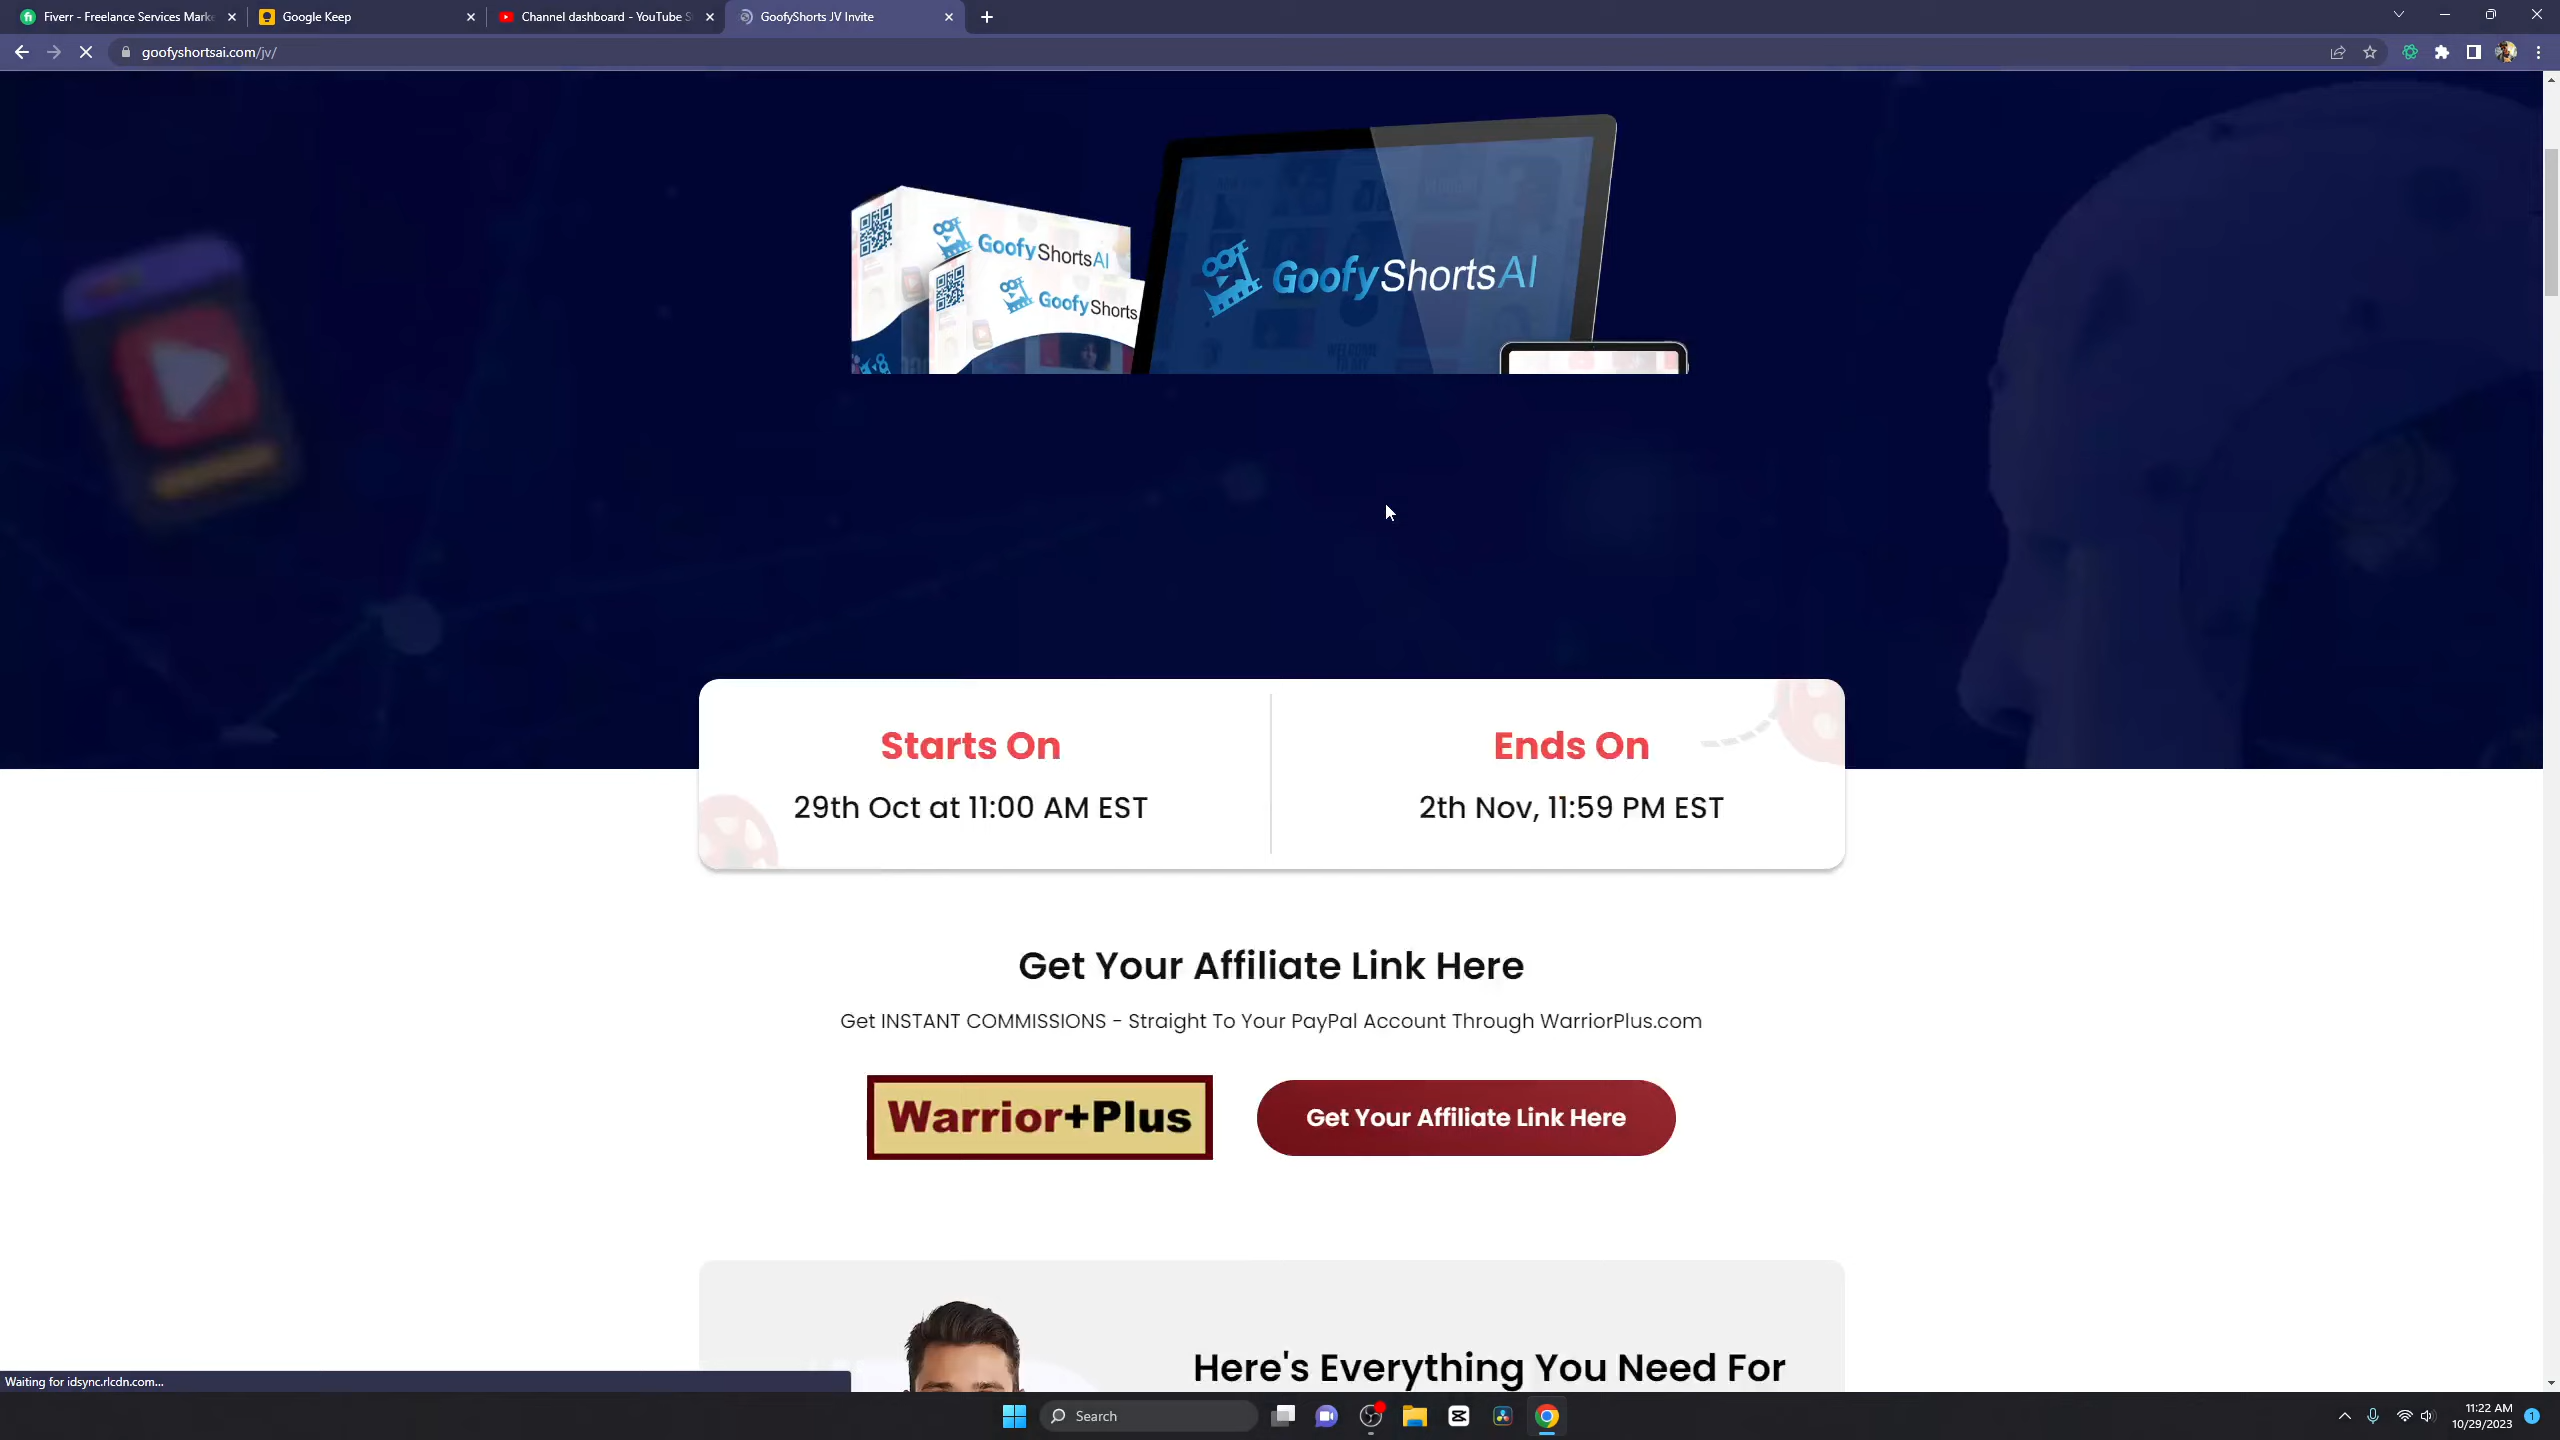 Fiverr - Freelance Services Mark
Google Keep
Channel dashboard - YouTube S
GoofyShorts JV Invite
goofyshortsai.com/jv/
GoofyShortsAI
GoofyShorts
GoofyShortsAI
Starts On
29th Oct at 11:00 AM EST
Ends On
2th Nov, 11:59 PM EST
Get Your Affiliate Link Here
Get INSTANT COMMISSIONS - Straight To Your PayPal Account Through WarriorPlus.com
Warrior+Plus
Get Your Affiliate Link Here
Here's Everything You Need For
Waiting for idsync.rlcdn.com...
Search
11:22 AM
10/29/2023
1